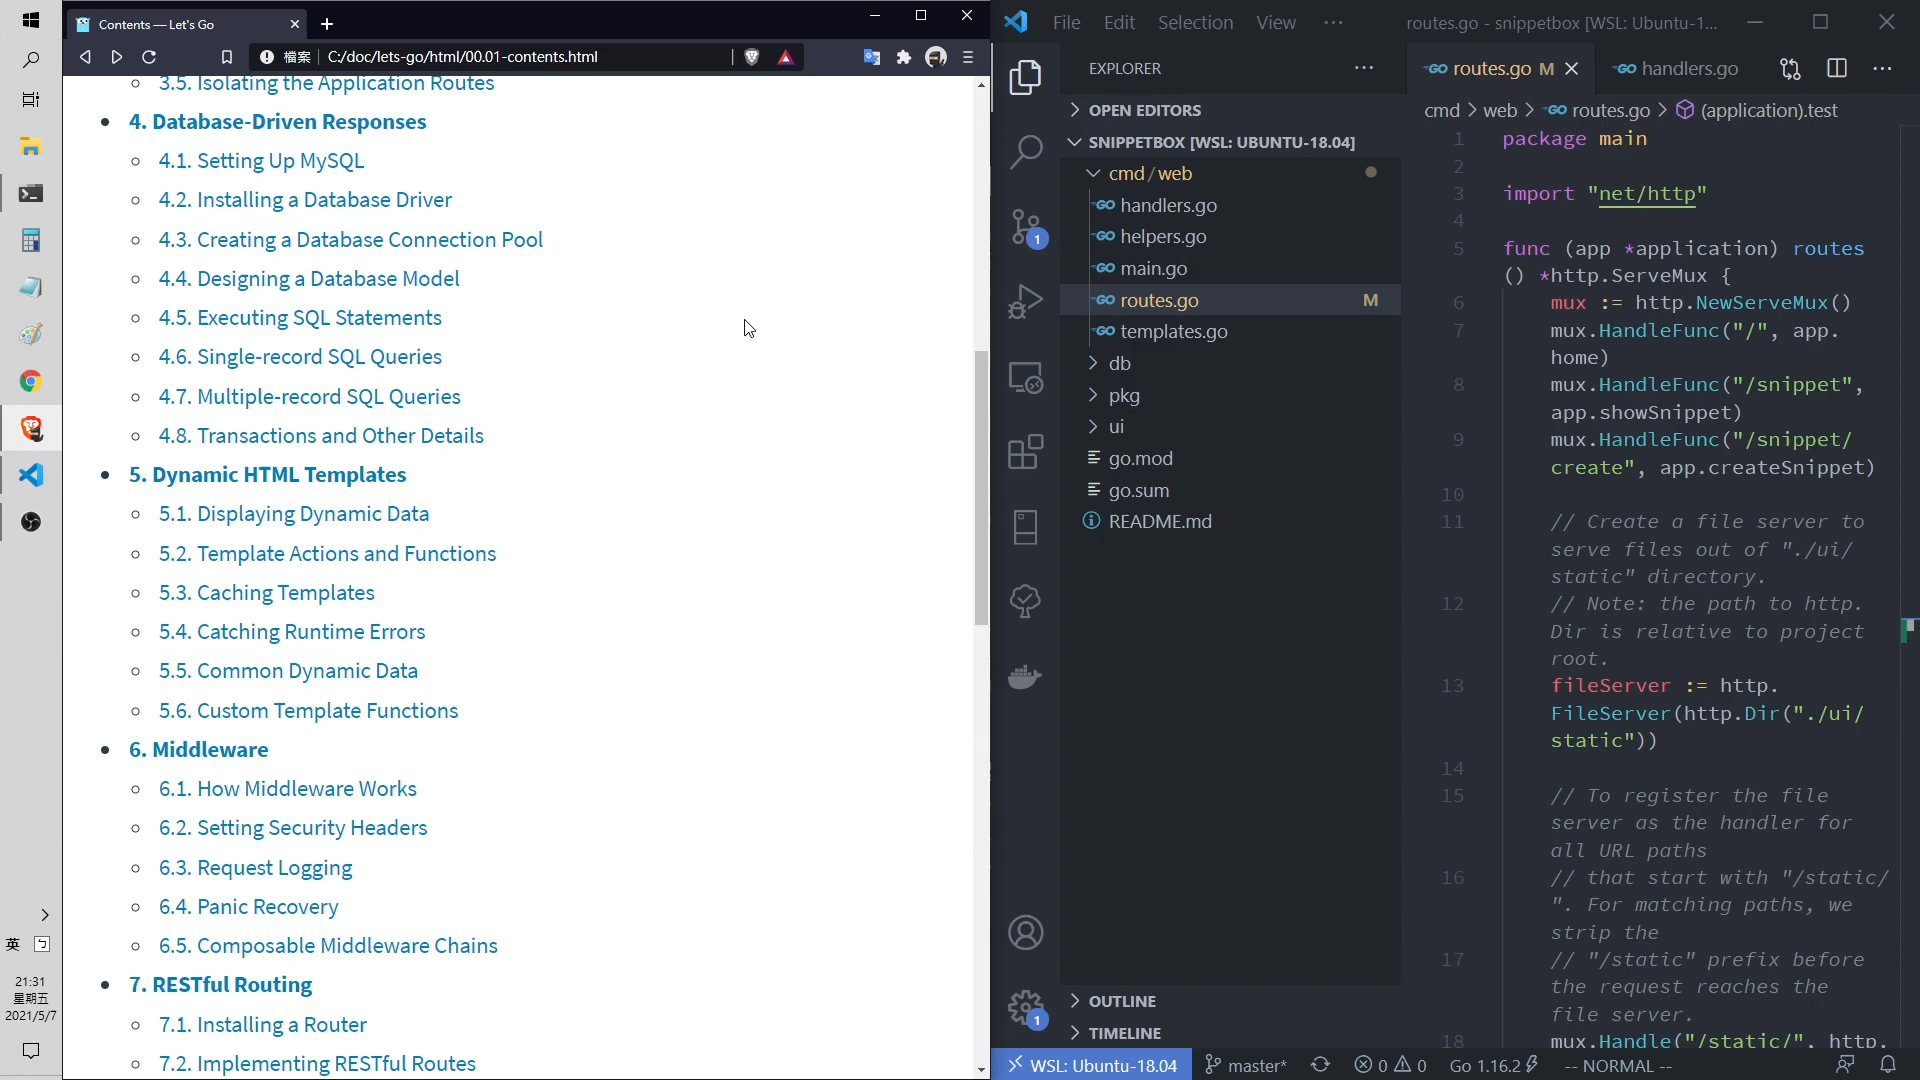 Contents — Let's Go
檔案
C:/doc/lets-go/html/00.01-contents.html
3.5. Isolating the Application Routes
4. Database-Driven Responses
4.1. Setting Up MySQL
4.2. Installing a Database Driver
4.3. Creating a Database Connection Pool
4.4. Designing a Database Model
4.5. Executing SQL Statements
4.6. Single-record SQL Queries
4.7. Multiple-record SQL Queries
4.8. Transactions and Other Details
5. Dynamic HTML Templates
5.1. Displaying Dynamic Data
5.2. Template Actions and Functions
5.3. Caching Templates
5.4. Catching Runtime Errors
5.5. Common Dynamic Data
5.6. Custom Template Functions
6. Middleware
6.1. How Middleware Works
6.2. Setting Security Headers
6.3. Request Logging
6.4. Panic Recovery
6.5. Composable Middleware Chains
7. RESTful Routing
7.1. Installing a Router
7.2. Implementing RESTful Routes
英
ㄅ
21:31
星期五
2021/5/7
File Edit Selection View ···
routes.go - snippetbox [WSL: Ubuntu-1...
EXPLORER
OPEN EDITORS
SNIPPETBOX [WSL: UBUNTU-18.04]
cmd / web
handlers.go
helpers.go
main.go
routes.go M
templates.go
db
pkg
ui
go.mod
go.sum
README.md
OUTLINE
TIMELINE
1
1
routes.go M
handlers.go
cmd > web > routes.go > (application).test
1 package main
2
3 import "net/http"
4
5 func (app *application) routes
() *http.ServeMux {
6 mux := http.NewServeMux()
7 mux.HandleFunc("/", app.
home)
8 mux.HandleFunc("/snippet",
app.showSnippet)
9 mux.HandleFunc("/snippet/
create", app.createSnippet)
10
11 // Create a file server to
serve files out of "./ui/
static" directory.
12 // Note: the path to http.
Dir is relative to project
root.
13 fileServer := http.
FileServer(http.Dir("./ui/
static"))
14
15 // To register the file
server as the handler for
all URL paths
16 // that start with "/static/
". For matching paths, we
strip the
17 // "/static" prefix before
the request reaches the
file server.
18 mux.Handle("/static/", http.
WSL: Ubuntu-18.04 master* 0 0 Go 1.16.2 -- NORMAL --